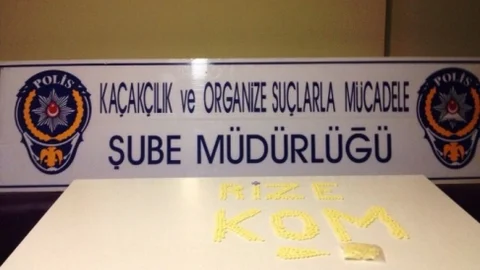 POLİS
POLİS
KAÇAKÇILIK ve ORGANİZE SUÇLARLA MÜCADELE
ŞUBE MÜDÜRLÜĞÜ
RİZE
KOM